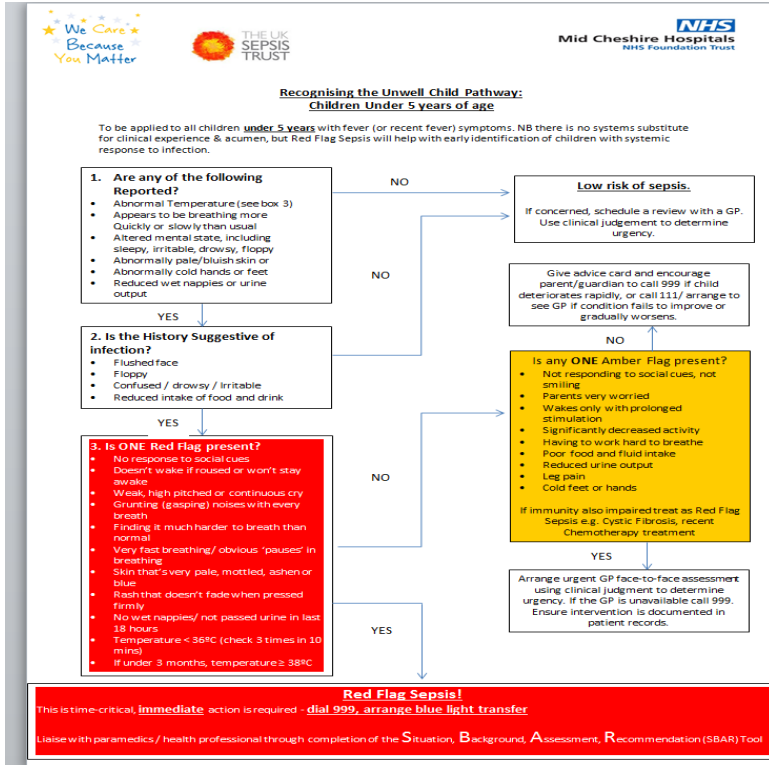 We Care
Because
You Matter
THE UK
SEPSIS
TRUST
NHS
Mid Cheshire Hospitals
NHS Foundation Trust
Recognising the Unwell Child Pathway:
Children Under 5 years of age
To be applied to all children under 5 years with fever (or recent fever) symptoms. NB there is no systems substitute
for clinical experience & acumen, but Red Flag Sepsis will help with early identification of children with systemic
response to infection.
1. Are any of the following
Reported?
• Abnormal Temperature (see box 3)
• Appears to be breathing more
Quickly or slowly than usual
• Altered mental state, including
sleepy, irritable, drowsy, floppy
• Abnormally pale/bluish skin or
• Abnormally cold hands or feet
• Reduced wet nappies or urine
output
NO
Low risk of sepsis.
If concerned, schedule a review with a GP.
Use clinical judgement to determine
urgency.
NO
YES
2. Is the History Suggestive of
infection?
• Flushed face
• Floppy
• Confused / drowsy / Irritable
• Reduced intake of food and drink
YES
Give advice card and encourage
parent/guardian to call 999 if child
deteriorates rapidly, or call 111/ arrange to
see GP if condition fails to improve or
gradually worsens.
NO
3. Is ONE Red Flag present?
• No response to social cues
• Doesn't wake if roused or won't stay
awake
• Weak, high pitched or continuous cry
• Grunting (gasping) noises with every
breath
• Finding it much harder to breath than
normal
• Very fast breathing/ obvious 'pauses' in
breathing
• Skin that's very pale, mottled, ashen or
blue
• Rash that doesn't fade when pressed
firmly
• No wet nappies/ not passed urine in last
18 hours
• Temperature < 36ºC (check 3 times in 10
mins)
• If under 3 months, temperature ≥ 38ºC
NO
YES
Is any ONE Amber Flag present?
• Not responding to social cues, not
smiling
• Parents very worried
• Wakes only with prolonged
stimulation
• Significantly decreased activity
• Having to work hard to breathe
• Poor food and fluid intake
• Reduced urine output
• Leg pain
• Cold feet or hands
If immunity also impaired treat as Red Flag
Sepsis e.g. Cystic Fibrosis, recent
Chemotherapy treatment
YES
Arrange urgent GP face-to-face assessment
using clinical judgment to determine
urgency. If the GP is unavailable call 999.
Ensure intervention is documented in
patient records.
Red Flag Sepsis!
This is time-critical, immediate action is required - dial 999, arrange blue light transfer
Liaise with paramedics / health professional through completion of the Situation, Background, Assessment, Recommendation (SBAR) Tool